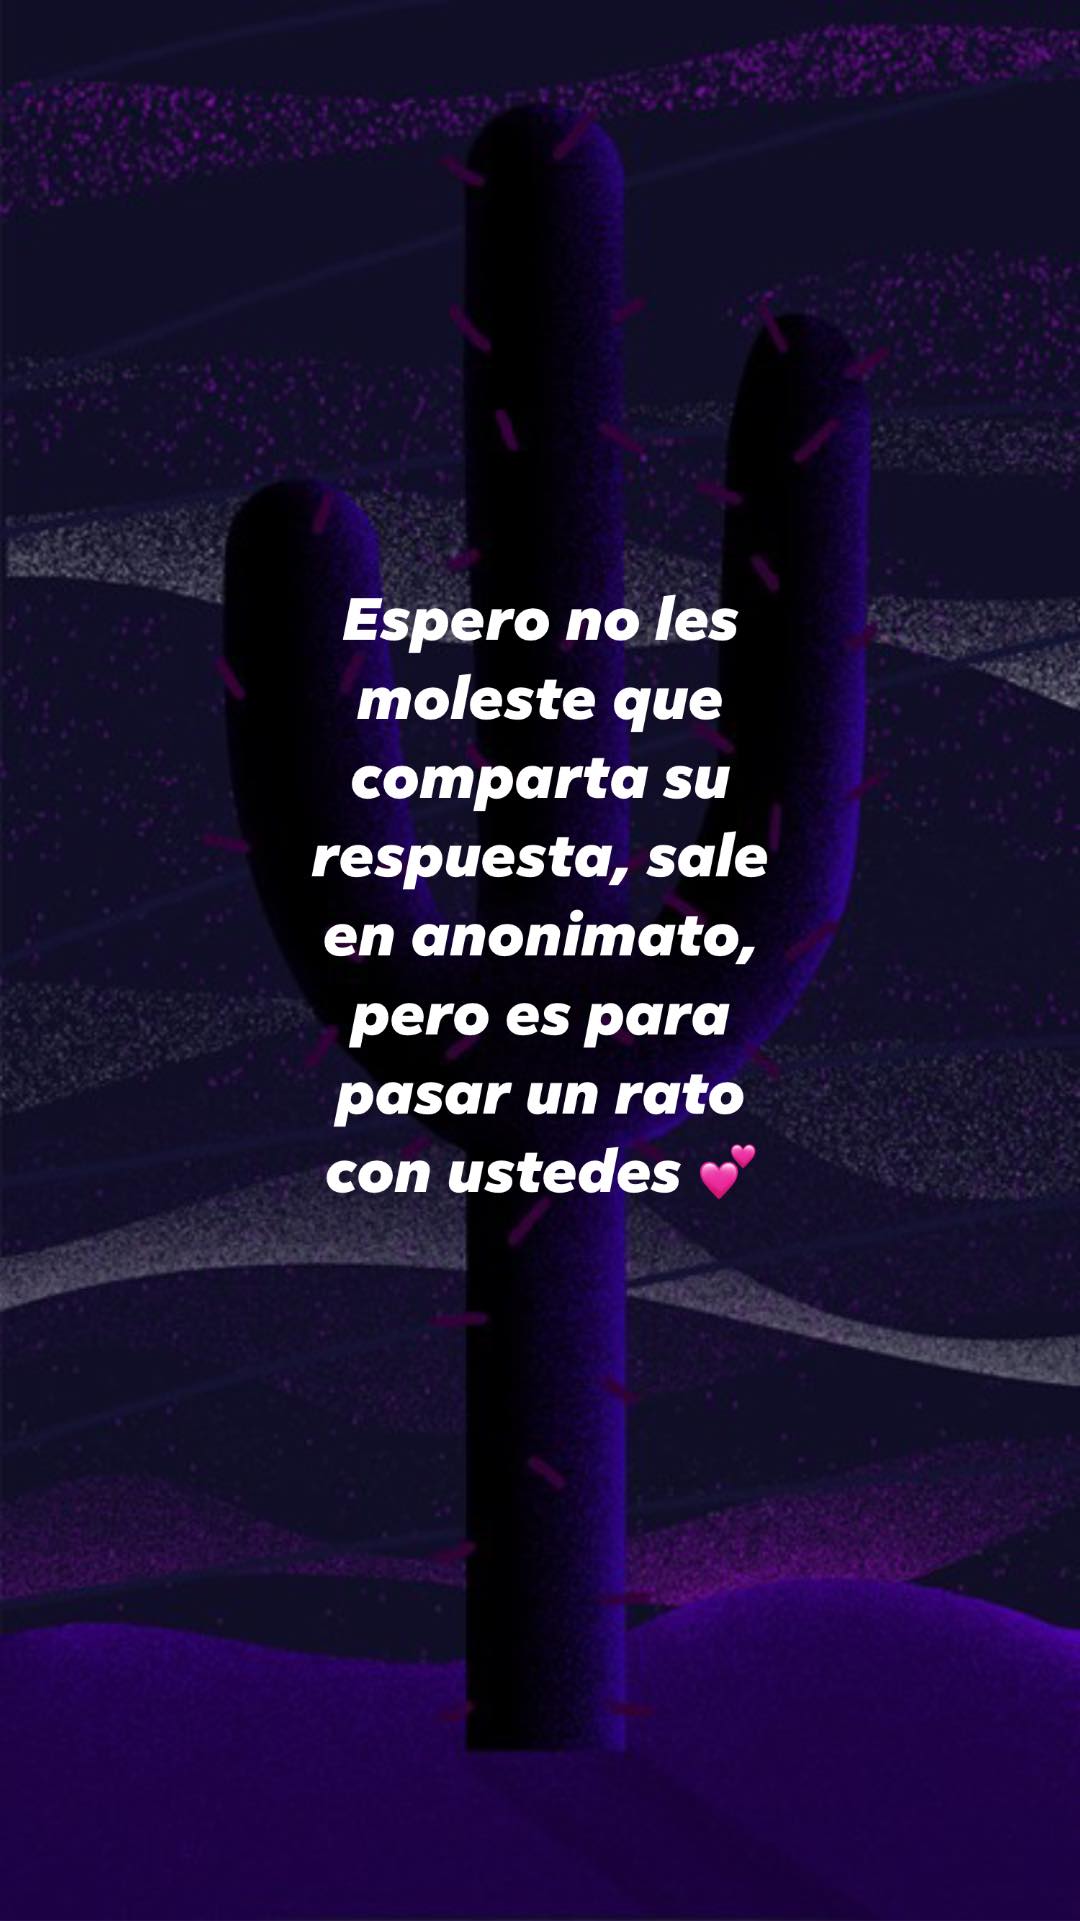 Espero no les
moleste que
comparta su
respuesta, sale
en anonimato,
pero es para
pasar un rato
con ustedes 💕